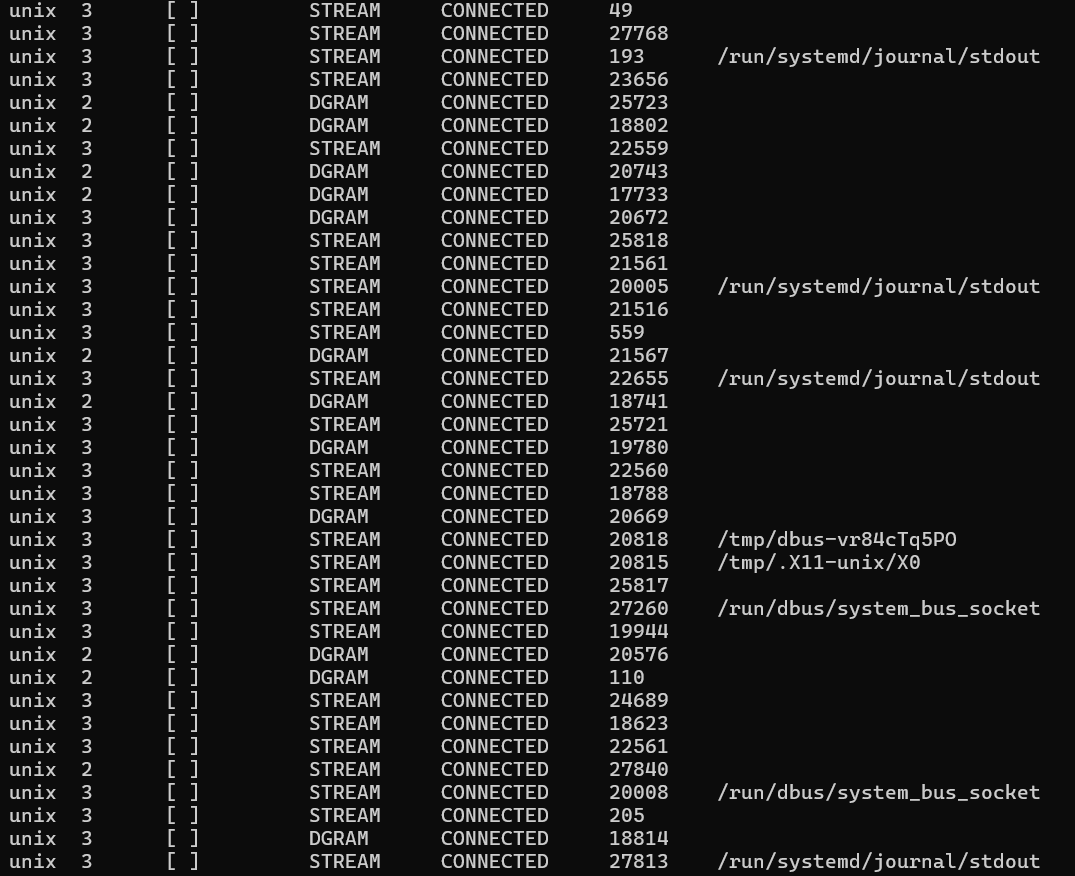 unix 3 [ ] STREAM CONNECTED 49
unix 3 [ ] STREAM CONNECTED 27768
unix 3 [ ] STREAM CONNECTED 193 /run/systemd/journal/stdout
unix 3 [ ] STREAM CONNECTED 23656
unix 2 [ ] DGRAM CONNECTED 25723
unix 2 [ ] DGRAM CONNECTED 18802
unix 3 [ ] STREAM CONNECTED 22559
unix 2 [ ] DGRAM CONNECTED 20743
unix 2 [ ] DGRAM CONNECTED 17733
unix 3 [ ] DGRAM CONNECTED 20672
unix 3 [ ] STREAM CONNECTED 25818
unix 3 [ ] STREAM CONNECTED 21561
unix 3 [ ] STREAM CONNECTED 20005 /run/systemd/journal/stdout
unix 3 [ ] STREAM CONNECTED 21516
unix 3 [ ] STREAM CONNECTED 559
unix 2 [ ] DGRAM CONNECTED 21567
unix 3 [ ] STREAM CONNECTED 22655 /run/systemd/journal/stdout
unix 2 [ ] DGRAM CONNECTED 18741
unix 3 [ ] STREAM CONNECTED 25721
unix 3 [ ] DGRAM CONNECTED 19780
unix 3 [ ] STREAM CONNECTED 22560
unix 3 [ ] STREAM CONNECTED 18788
unix 3 [ ] DGRAM CONNECTED 20669
unix 3 [ ] STREAM CONNECTED 20818 /tmp/dbus-vr84cTq5PO
unix 3 [ ] STREAM CONNECTED 20815 /tmp/.X11-unix/X0
unix 3 [ ] STREAM CONNECTED 25817
unix 3 [ ] STREAM CONNECTED 27260 /run/dbus/system_bus_socket
unix 3 [ ] STREAM CONNECTED 19944
unix 2 [ ] DGRAM CONNECTED 20576
unix 2 [ ] DGRAM CONNECTED 110
unix 3 [ ] STREAM CONNECTED 24689
unix 3 [ ] STREAM CONNECTED 18623
unix 3 [ ] STREAM CONNECTED 22561
unix 2 [ ] STREAM CONNECTED 27840
unix 3 [ ] STREAM CONNECTED 20008 /run/dbus/system_bus_socket
unix 3 [ ] STREAM CONNECTED 205
unix 3 [ ] DGRAM CONNECTED 18814
unix 3 [ ] STREAM CONNECTED 27813 /run/systemd/journal/stdout